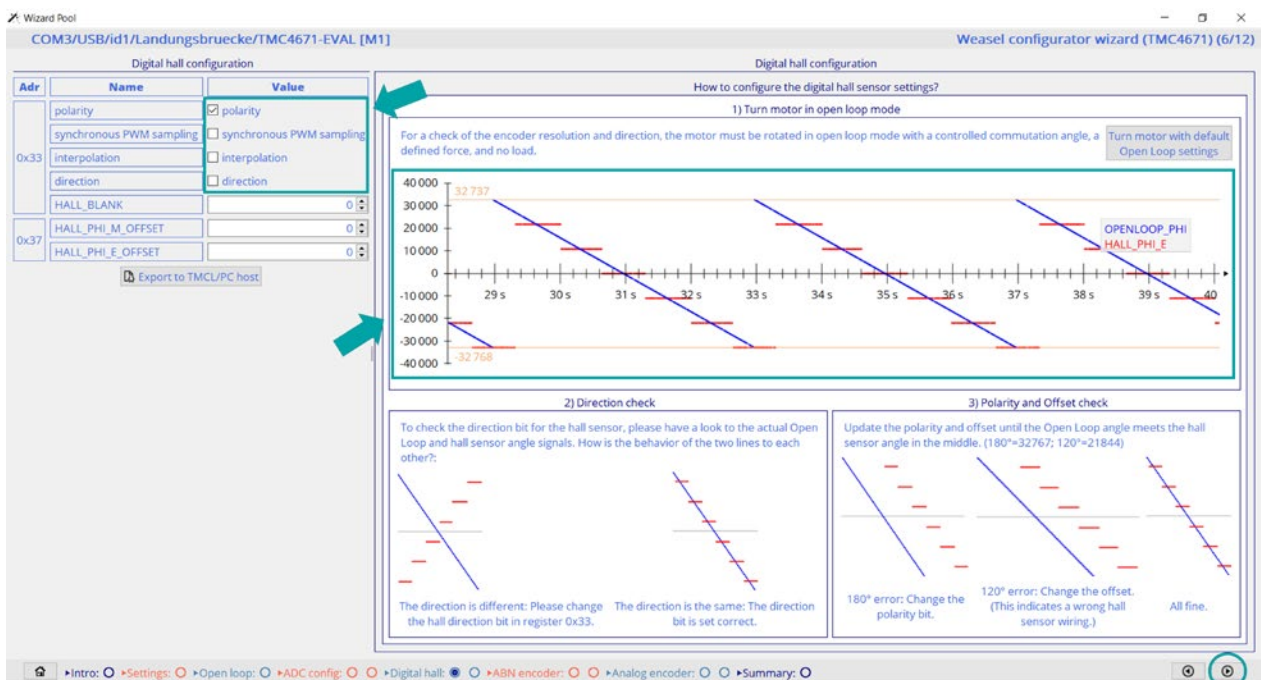 Wizard Pool
COM3/USB/id1/Landungsbruecke/TMC4671-EVAL [M1]
Weasel configurator wizard (TMC4671) (6/12)
Digital hall configuration
Adr Name Value
0x33
polarity polarity
synchronous PWM sampling synchronous PWM sampling
interpolation interpolation
direction direction
HALL_BLANK 0
0x37
HALL_PHI_M_OFFSET 0
HALL_PHI_E_OFFSET 0
Export to TMCL/PC host
Digital hall configuration
How to configure the digital hall sensor settings?
1) Turn motor in open loop mode
For a check of the encoder resolution and direction, the motor must be rotated in open loop mode with a controlled commutation angle, a
defined force, and no load.
Turn motor with default
Open Loop settings
40 000
32 737
30 000
20 000
10 000
0
-10 000
-20 000
-30 000
-32 768
-40 000
29 s 30 s 31 s 32 s 33 s 34 s 35 s 36 s 37 s 38 s 39 s 40
OPENLOOP_PHI
HALL_PHI_E
2) Direction check
To check the direction bit for the hall sensor, please have a look to the actual Open
Loop and hall sensor angle signals. How is the behavior of the two lines to each
other?:
The direction is different: Please change
the hall direction bit in register 0x33.
The direction is the same: The direction
bit is set correct.
3) Polarity and Offset check
Update the polarity and offset until the Open Loop angle meets the hall
sensor angle in the middle. (180°=32767; 120°=21844)
180° error: Change the
polarity bit.
120° error: Change the offset.
(This indicates a wrong hall
sensor wiring.)
All fine.
Intro: Settings: Open loop: ADC config: Digital hall: ABN encoder: Analog encoder: Summary: